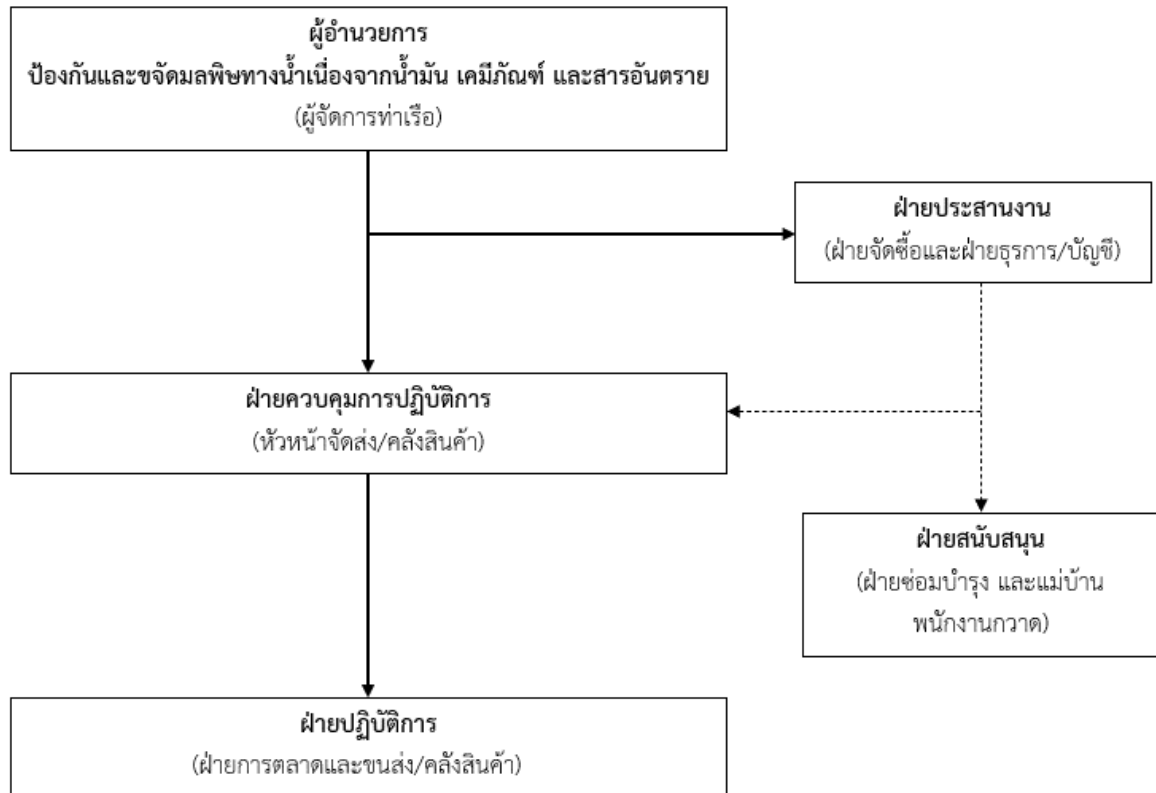 ผู้อำนวยการ
ป้องกันและขจัดมลพิษทางน้ำเนื่องจากน้ำมัน เคมีภัณฑ์ และสารอันตราย
(ผู้จัดการท่าเรือ)
ฝ่ายประสานงาน
(ฝ่ายจัดซื้อและฝ่ายธุรการ/บัญชี)
ฝ่ายควบคุมการปฏิบัติการ
(หัวหน้าจัดส่ง/คลังสินค้า)
ฝ่ายสนับสนุน
(ฝ่ายซ่อมบำรุง และแม่บ้าน
พนักงานกวาด)
ฝ่ายปฏิบัติการ
(ฝ่ายการตลาดและขนส่ง/คลังสินค้า)